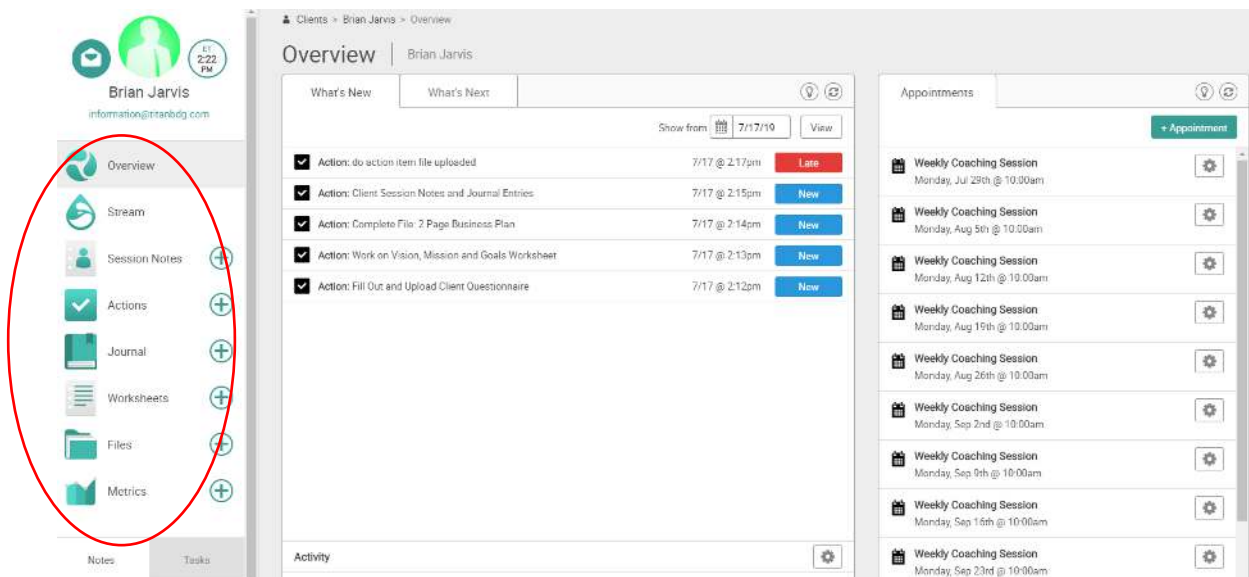 Clients > Brian Jarvis > Overview
ET
2:22
PM
Brian Jarvis
information@titanbdg.com
Overview
Stream
Session Notes
Actions
Journal
Worksheets
Files
Metrics
Notes
Tasks
Overview | Brian Jarvis
What's New
What's Next
Show from 7/17/19 View
Action: do action item file uploaded 7/17 @ 2:17pm Late
Action: Client Session Notes and Journal Entries 7/17 @ 2:15pm New
Action: Complete File: 2 Page Business Plan 7/17 @ 2:14pm New
Action: Work on Vision, Mission and Goals Worksheet 7/17 @ 2:13pm New
Action: Fill Out and Upload Client Questionnaire 7/17 @ 2:12pm New
Activity
Appointments
+ Appointment
Weekly Coaching Session
Monday, Jul 29th @ 10:00am
Weekly Coaching Session
Monday, Aug 5th @ 10:00am
Weekly Coaching Session
Monday, Aug 12th @ 10:00am
Weekly Coaching Session
Monday, Aug 19th @ 10:00am
Weekly Coaching Session
Monday, Aug 26th @ 10:00am
Weekly Coaching Session
Monday, Sep 2nd @ 10:00am
Weekly Coaching Session
Monday, Sep 9th @ 10:00am
Weekly Coaching Session
Monday, Sep 16th @ 10:00am
Weekly Coaching Session
Monday, Sep 23rd @ 10:00am